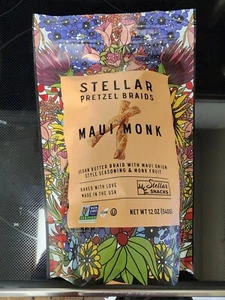 STELLAR
PRETZEL BRAIDS
MAUI MONK
VEGAN BUTTER BRAID WITH MAUI ONION
STYLE SEASONING & MONK FRUIT
BAKED WITH LOVE
MADE IN THE USA
Stellar
SNACKS
NET WT 12 OZ (340G)